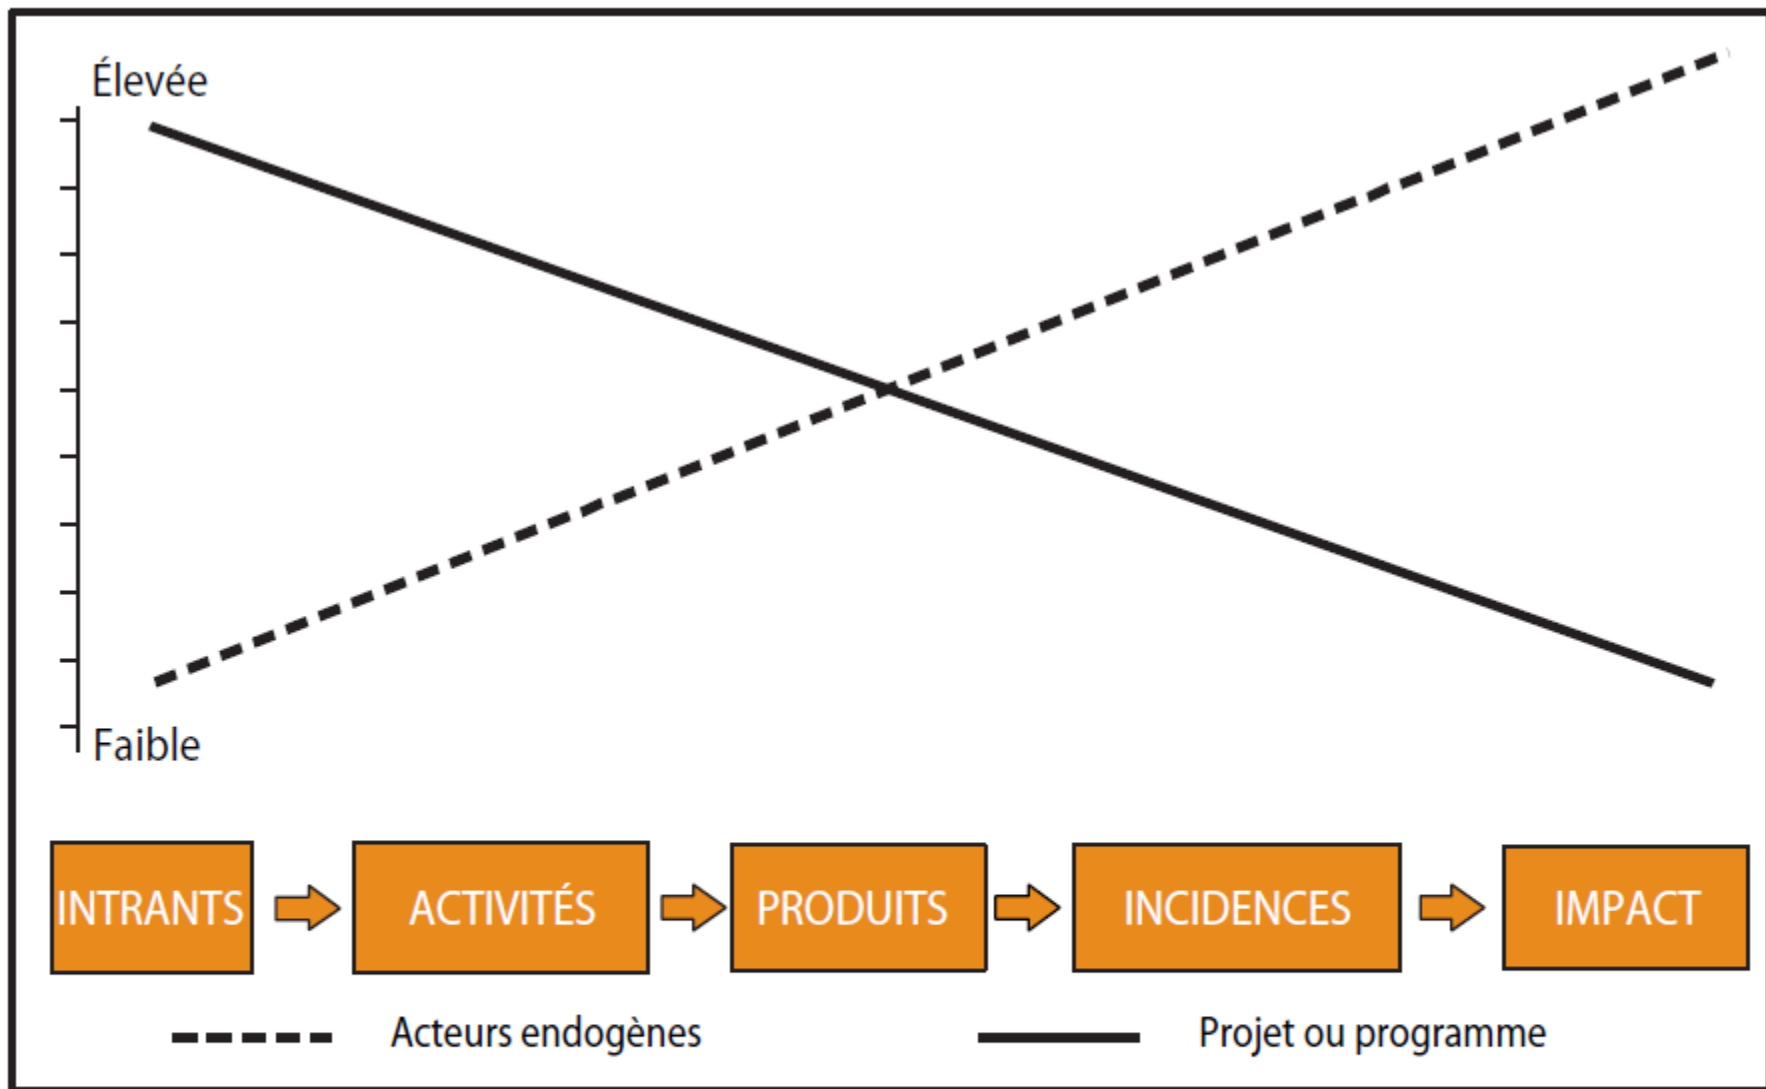 Élevée
Faible
INTRANTS
ACTIVITÉS
PRODUITS
INCIDENCES
IMPACT
Acteurs endogènes
Projet ou programme